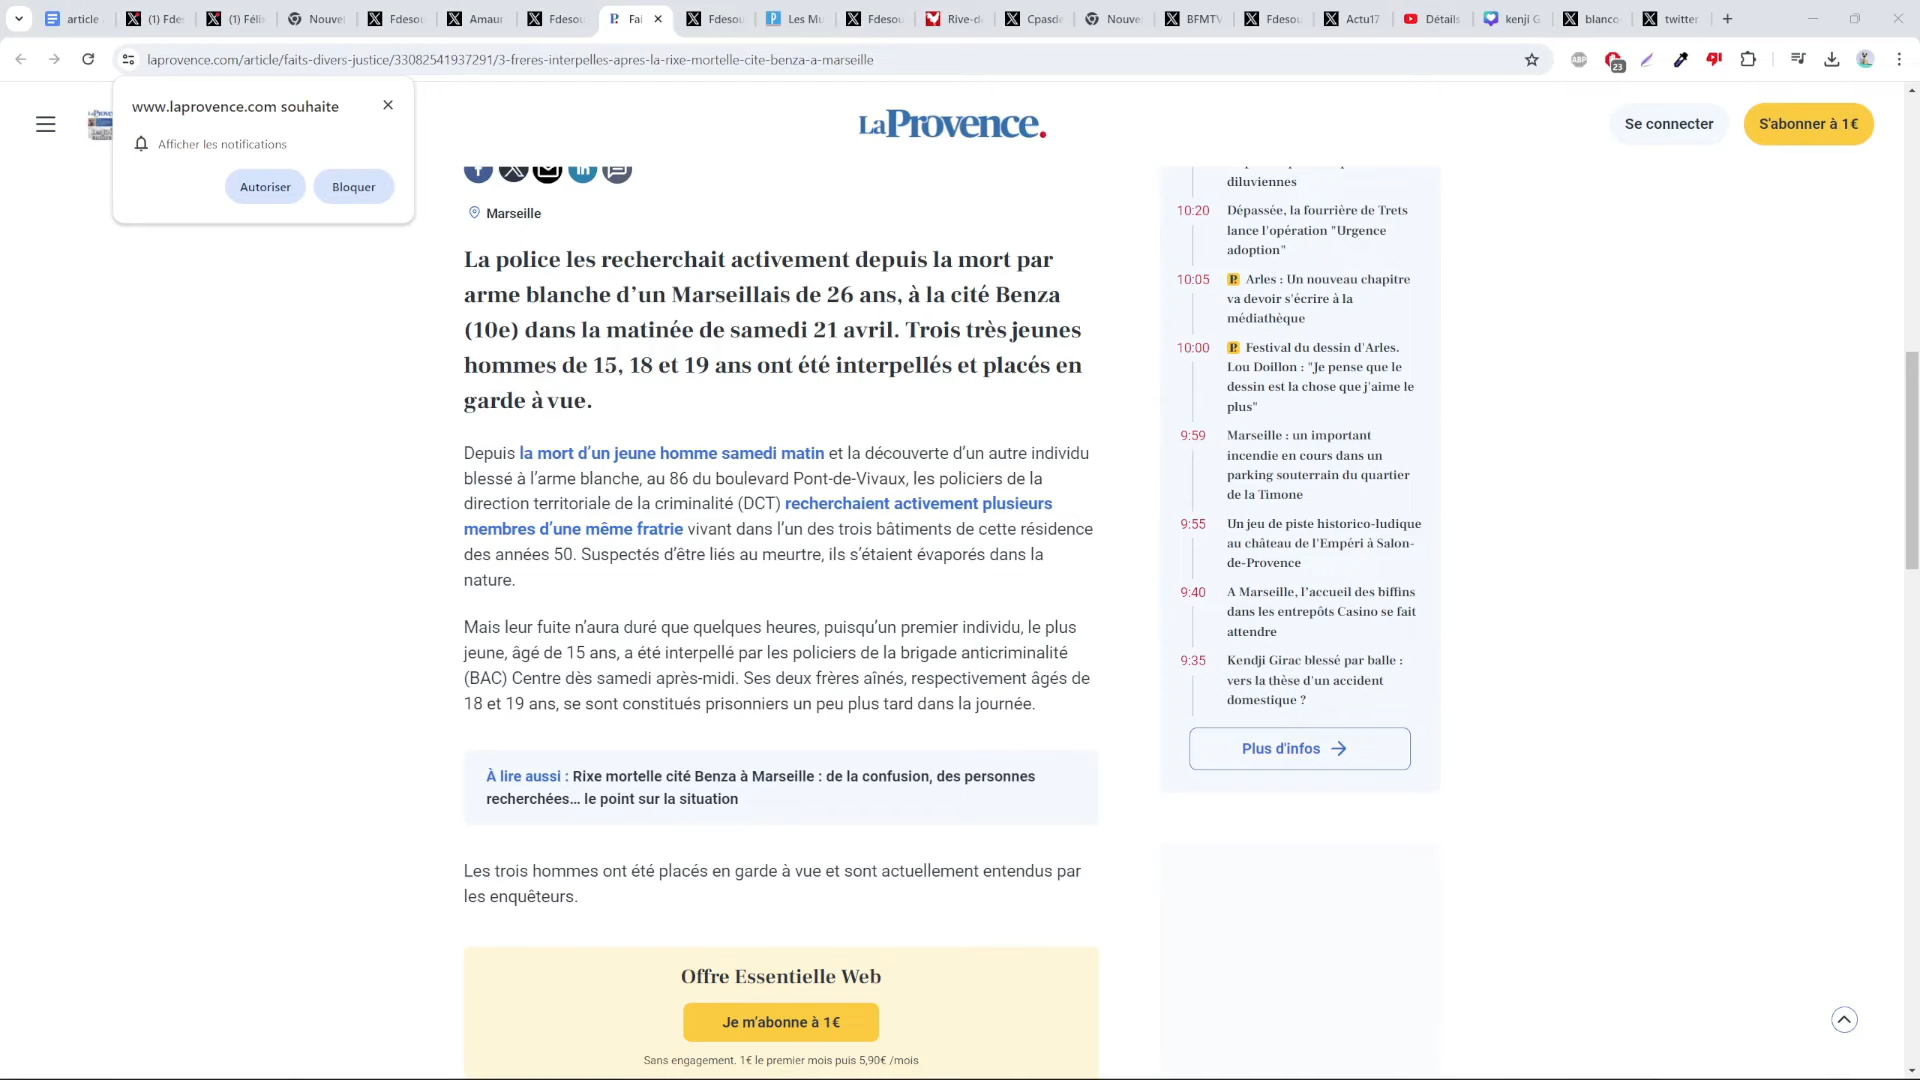 article
(1) Fde
(1) Féli
Nouve
Fdesou
Amaur
Fdesou
Fai
Fdesou
Les Mu
Fdesou
Rive-d
Cpasde
Nouve
BFMTV
Fdesou
Actu17
Détails
kenji G
blanco
twitter
laprovence.com/article/faits-divers-justice/33082541937291/3-freres-interpelles-apres-la-rixe-mortelle-cite-benza-a-marseille
ABP
23
www.laprovence.com souhaite
Afficher les notifications
Autoriser
Bloquer
LaProvence.
Se connecter
S'abonner à 1€
Marseille
La police les recherchait activement depuis la mort par
arme blanche d’un Marseillais de 26 ans, à la cité Benza
(10e) dans la matinée de samedi 21 avril. Trois très jeunes
hommes de 15, 18 et 19 ans ont été interpellés et placés en
garde à vue.
Depuis la mort d’un jeune homme samedi matin et la découverte d’un autre individu
blessé à l’arme blanche, au 86 du boulevard Pont-de-Vivaux, les policiers de la
direction territoriale de la criminalité (DCT) recherchaient activement plusieurs
membres d’une même fratrie vivant dans l’un des trois bâtiments de cette résidence
des années 50. Suspectés d’être liés au meurtre, ils s’étaient évaporés dans la
nature.
Mais leur fuite n’aura duré que quelques heures, puisqu’un premier individu, le plus
jeune, âgé de 15 ans, a été interpellé par les policiers de la brigade anticriminalité
(BAC) Centre dès samedi après-midi. Ses deux frères aînés, respectivement âgés de
18 et 19 ans, se sont constitués prisonniers un peu plus tard dans la journée.
À lire aussi : Rixe mortelle cité Benza à Marseille : de la confusion, des personnes
recherchées... le point sur la situation
Les trois hommes ont été placés en garde à vue et sont actuellement entendus par
les enquêteurs.
Offre Essentielle Web
Je m’abonne à 1€
Sans engagement. 1€ le premier mois puis 5,90€ /mois
diluviennes
10:20 Dépassée, la fourrière de Trets
lance l'opération "Urgence
adoption"
10:05 Arles : Un nouveau chapitre
va devoir s'écrire à la
médiathèque
10:00 Festival du dessin d'Arles.
Lou Doillon : "Je pense que le
dessin est la chose que j'aime le
plus"
9:59 Marseille : un important
incendie en cours dans un
parking souterrain du quartier
de la Timone
9:55 Un jeu de piste historico-ludique
au château de l'Empéri à Salon-
de-Provence
9:40 A Marseille, l’accueil des biffins
dans les entrepôts Casino se fait
attendre
9:35 Kendji Girac blessé par balle :
vers la thèse d'un accident
domestique ?
Plus d'infos